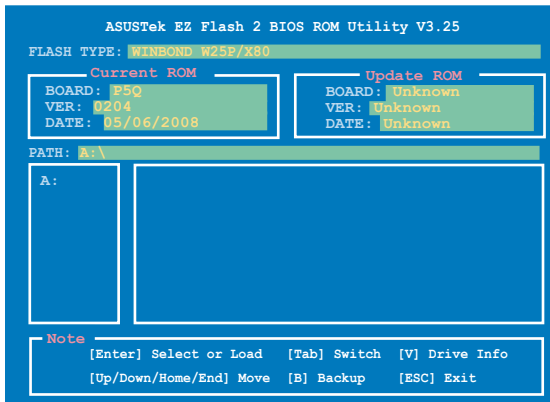 ASUSTek EZ Flash 2 BIOS ROM Utility V3.25
FLASH TYPE: WINBOND W25P/X80
Current ROM
BOARD: P5Q
VER: 0204
DATE: 05/06/2008
Update ROM
BOARD: Unknown
VER: Unknown
DATE: Unknown
PATH: A:\
A:
Note
[Enter] Select or Load [Tab] Switch [V] Drive Info
[Up/Down/Home/End] Move [B] Backup [ESC] Exit